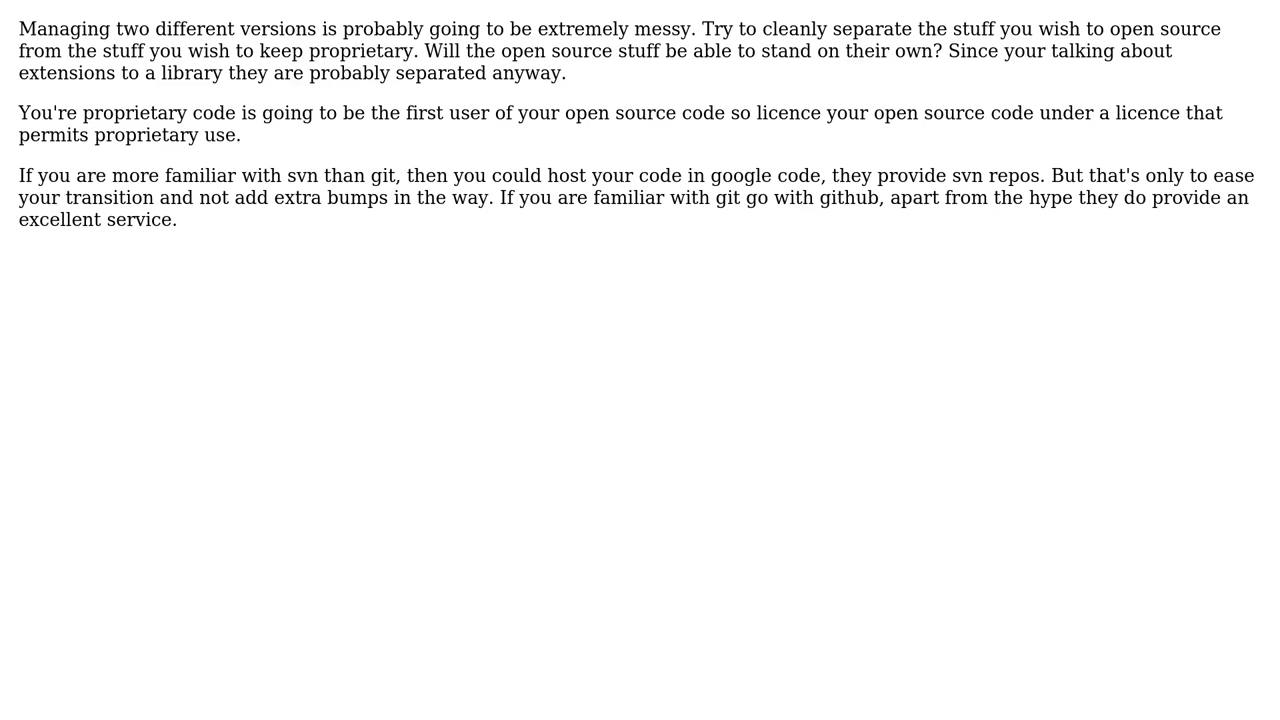 Managing two different versions is probably going to be extremely messy. Try to cleanly separate the stuff you wish to open source
from the stuff you wish to keep proprietary. Will the open source stuff be able to stand on their own? Since your talking about
extensions to a library they are probably separated anyway.
You're proprietary code is going to be the first user of your open source code so licence your open source code under a licence that
permits proprietary use.
If you are more familiar with svn than git, then you could host your code in google code, they provide svn repos. But that's only to ease
your transition and not add extra bumps in the way. If you are familiar with git go with github, apart from the hype they do provide an
excellent service.